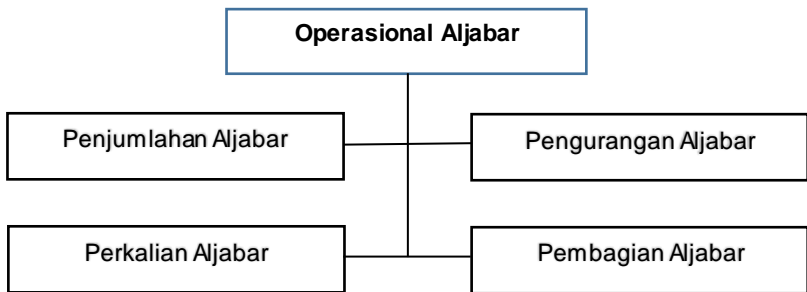 Operasional Aljabar
Penjumlahan Aljabar
Pengurangan Aljabar
Perkalian Aljabar
Pembagian Aljabar